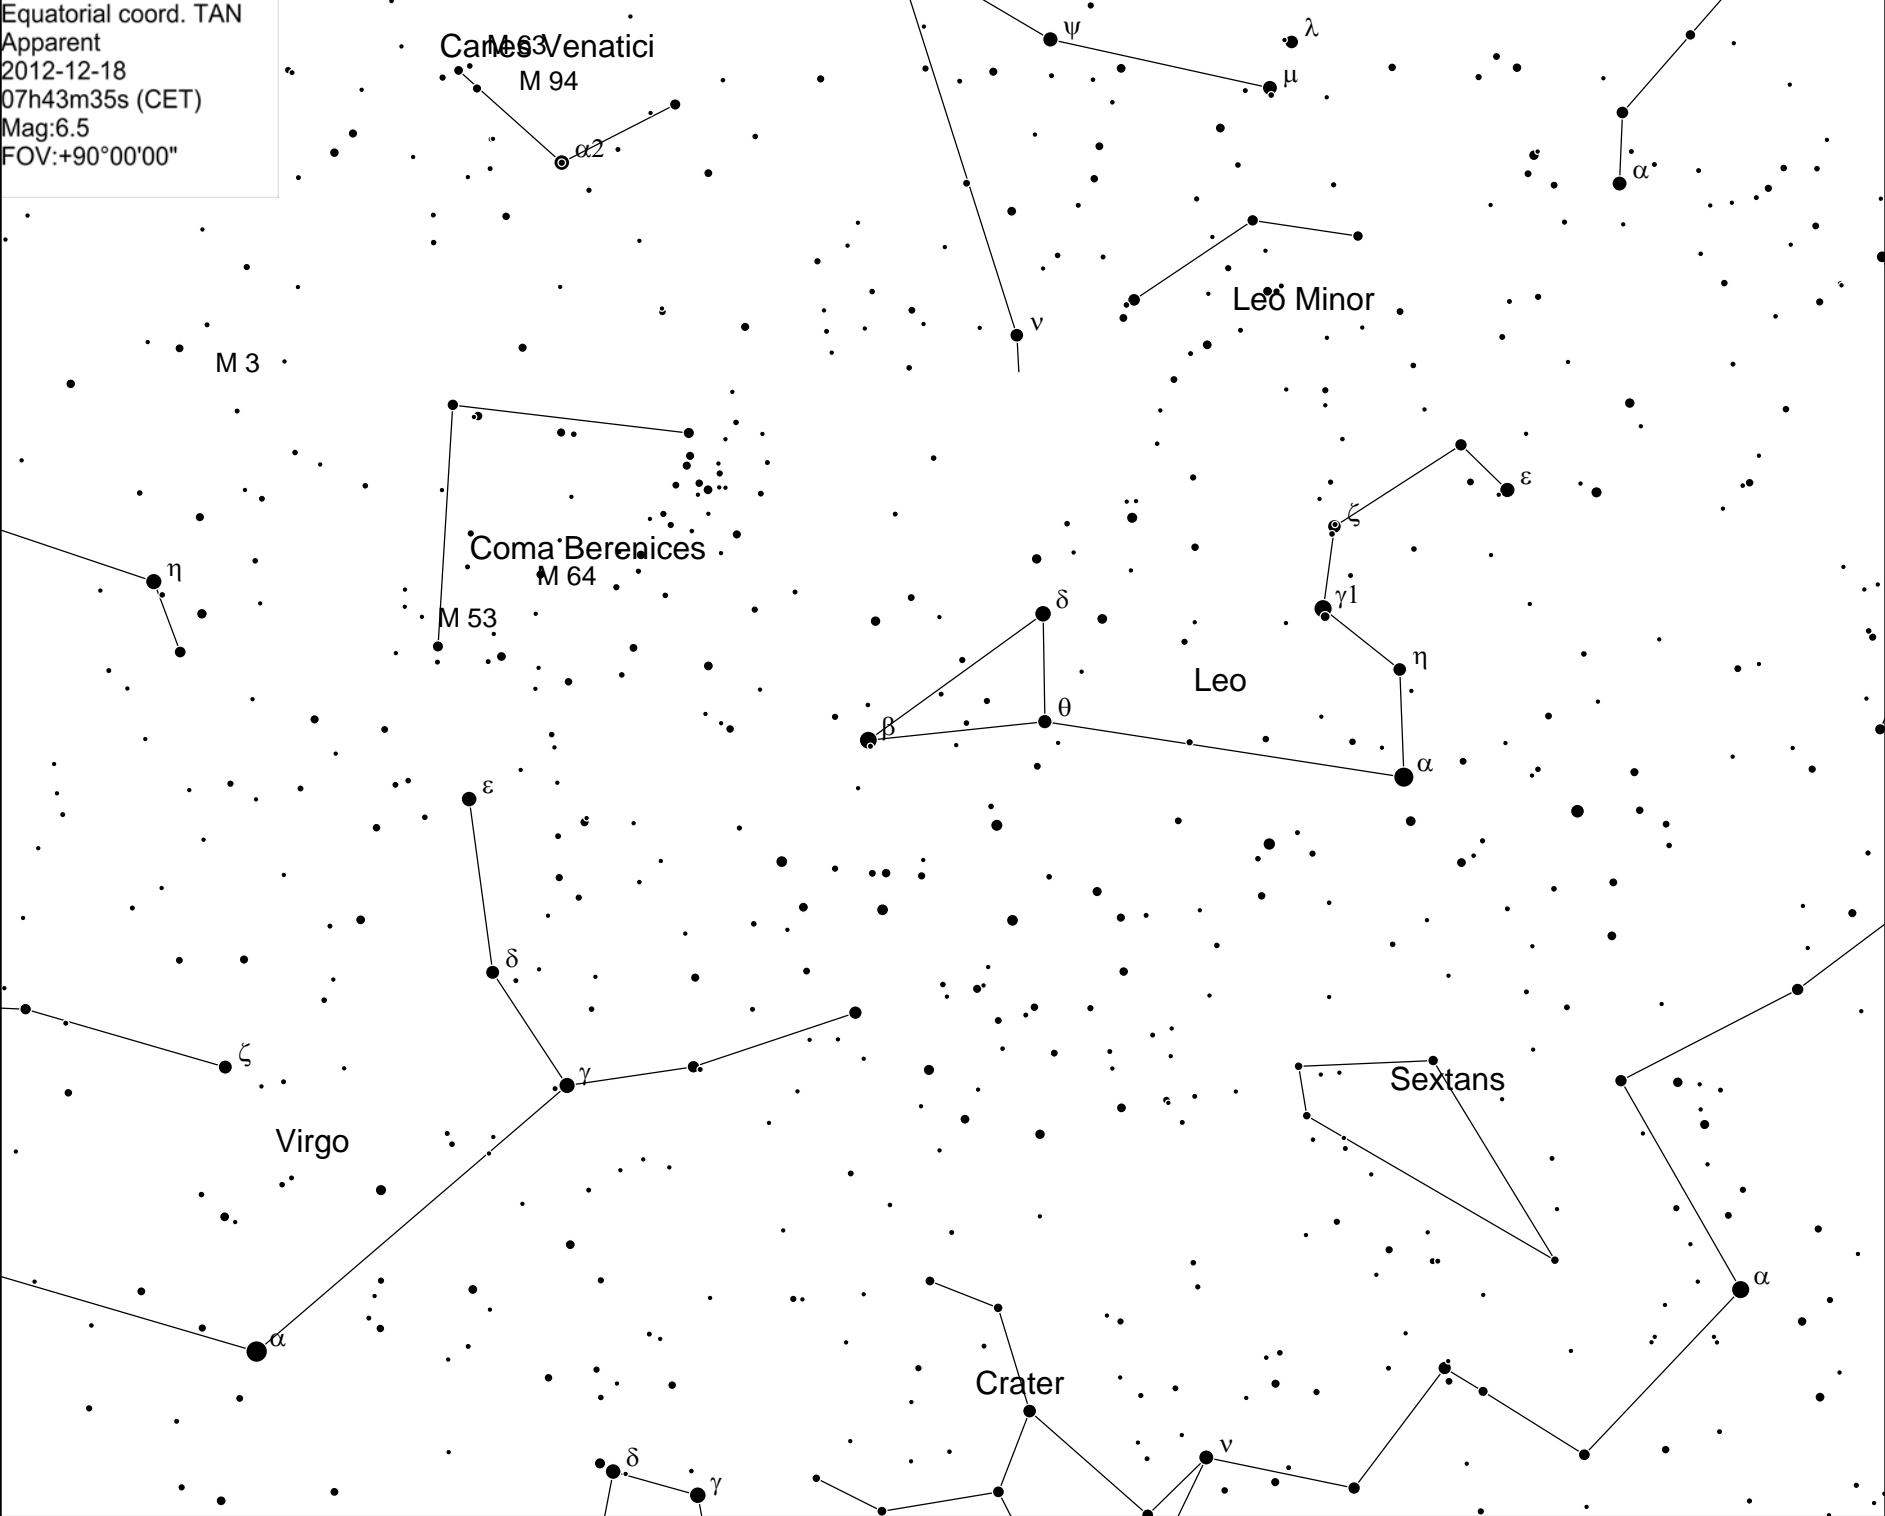 Equatorial coord. TAN
Apparent
2012-12-18
07h43m35s (CET)
Mag:6.5
FOV:+90°00'00"
Canes Venatici
M 63
M 94
α2
ψ
λ
μ
α
Leo Minor
ν
M 3
ε
ζ
Coma Berenices
M 64
η
M 53
δ
γ1
η
Leo
θ
β
α
ε
δ
ζ
γ
Sextans
Virgo
α
α
Crater
ν
δ
γ